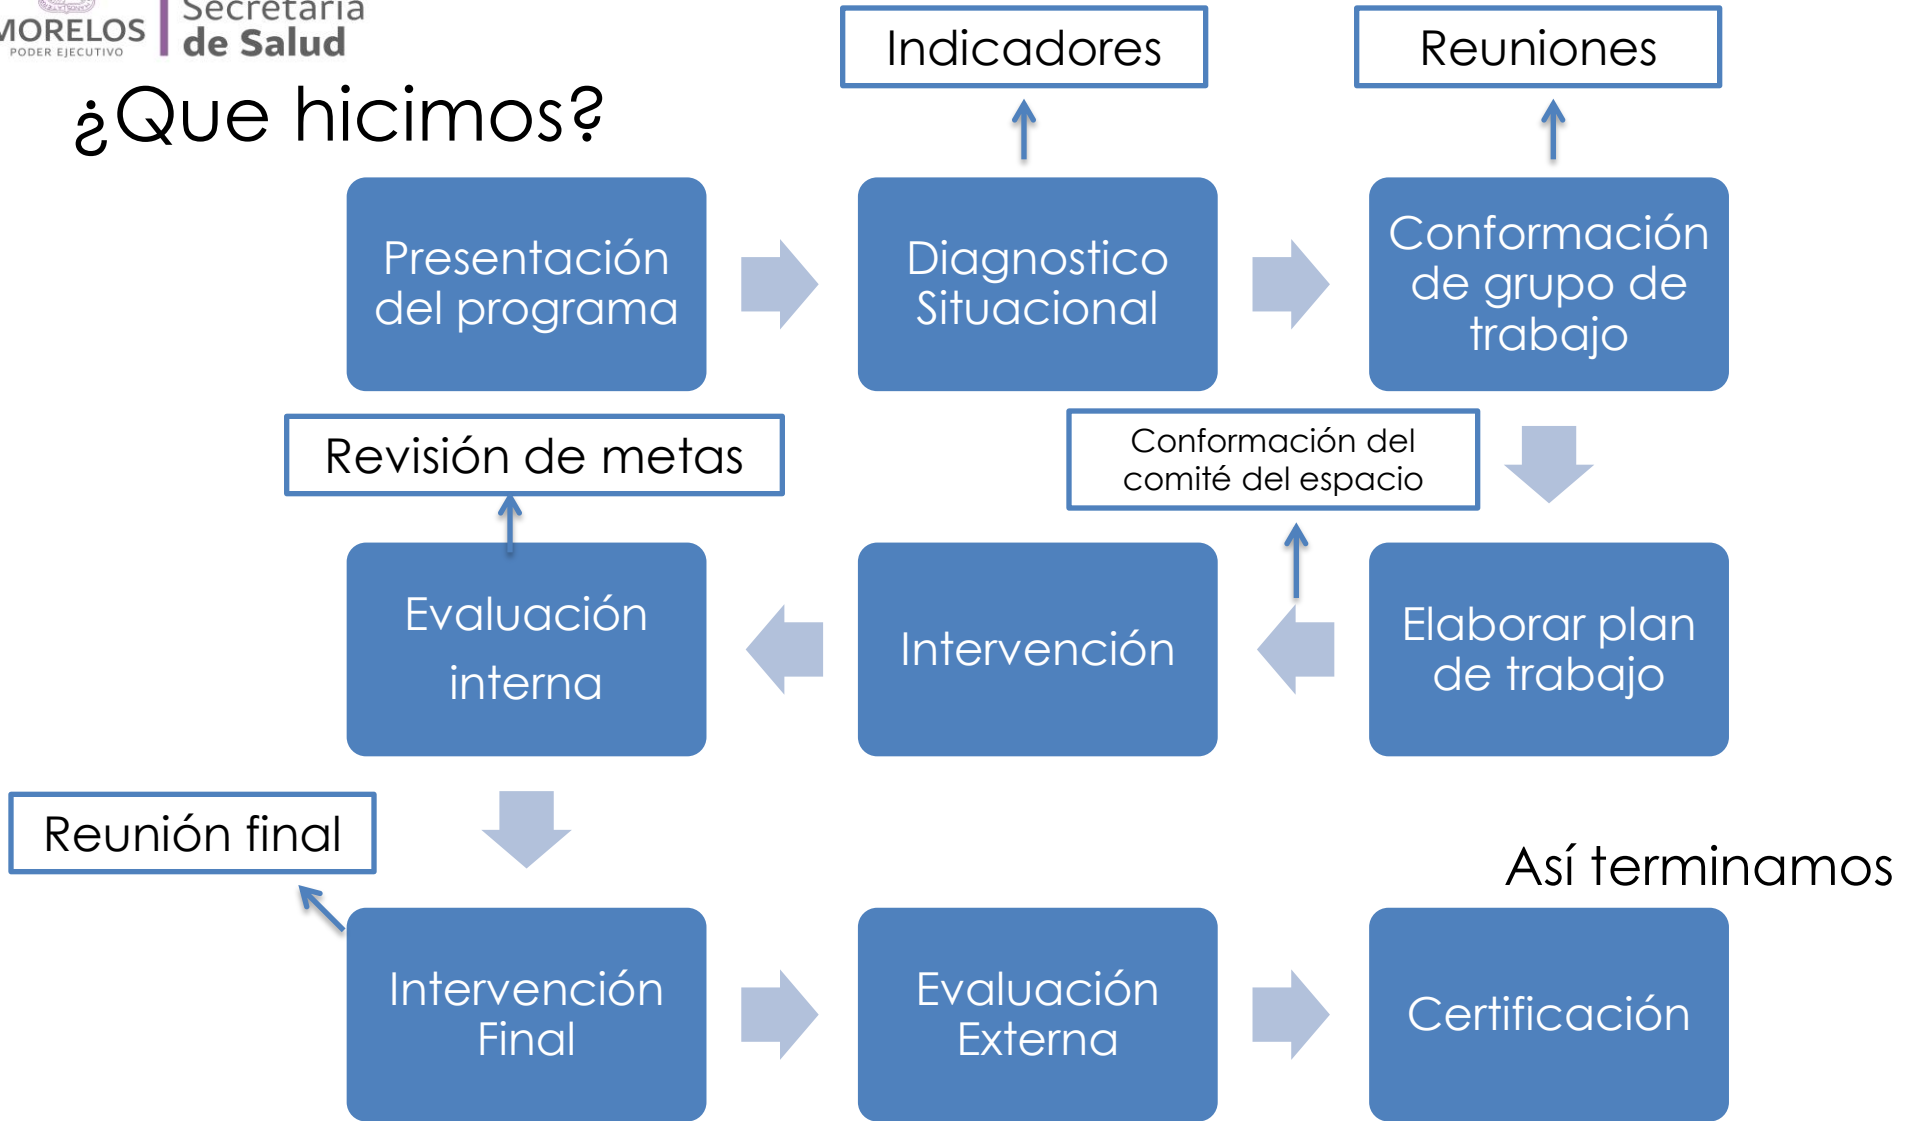 MORELOS
PODER EJECUTIVO
Secretaría
de Salud
¿Que hicimos?
Indicadores
Reuniones
Presentación
del programa
Diagnostico
Situacional
Conformación
de grupo de
trabajo
Revisión de metas
Conformación del
comité del espacio
Evaluación
interna
Intervención
Elaborar plan
de trabajo
Reunión final
Así terminamos
Intervención
Final
Evaluación
Externa
Certificación